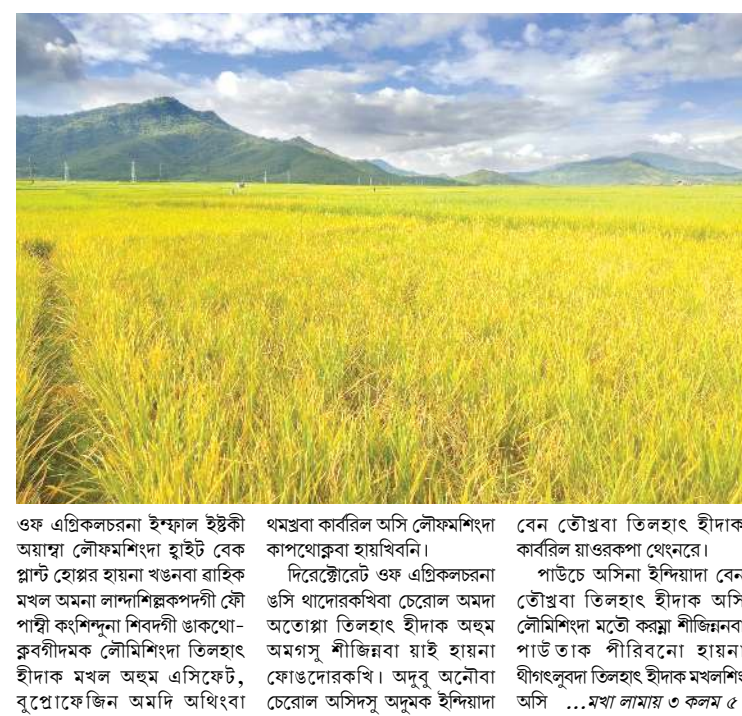 ওফ এগ্রিকলচরনা ইম্ফাল ইষ্টকী
অয়াম্বা লৌফমশিংদা হ্বাইট বেক
প্লান্ট হোপ্পর হায়না খঙনবা ৱাহিক
মখল অমনা লান্দাশিল্লকপদগী ফৌ
পাম্বী কংশিন্দুনা শিবদগী ঙাকথো-
ক্লবগীদমক লৌমিশিংদা তিলহাৎ
হীদাক মখল অহুম এসিফেট,
বুপ্রোফেজিন অমদি অথিংবা
থমখ্রবা কার্বরিল অসি লৌফমশিংদা
কাপথোক্লবা হায়খিবনি।
দিরেক্টোরেট ওফ এগ্রিকলচরনা
ঙসি থাদোরকখিবা চেরোল অমদা
অতোপ্পা তিলহাৎ হীদাক অহুম
অমগসু শীজিন্নবা য়াই হায়না
ফোঙদোরকখি। অদুবু অনৌবা
চেরোল অসিদসু অদুমক ইন্দিয়াদা
বেন তৌখ্রবা তিলহাৎ হীদাক
কার্বরিল য়াওরকপা থেংনরে।
পাউচে অসিনা ইন্দিয়াদা বেন
তৌখ্রবা তিলহাৎ হীদাক অসি
লৌমিশিংদা মতৌ করম্না শীজিন্ননবা
পাউতাক পীরিবনো হায়না
থীগৎলুবদা তিলহাৎ হীদাক মখলশিং
অসি ...মখা লামায় ৩ কলম ৫